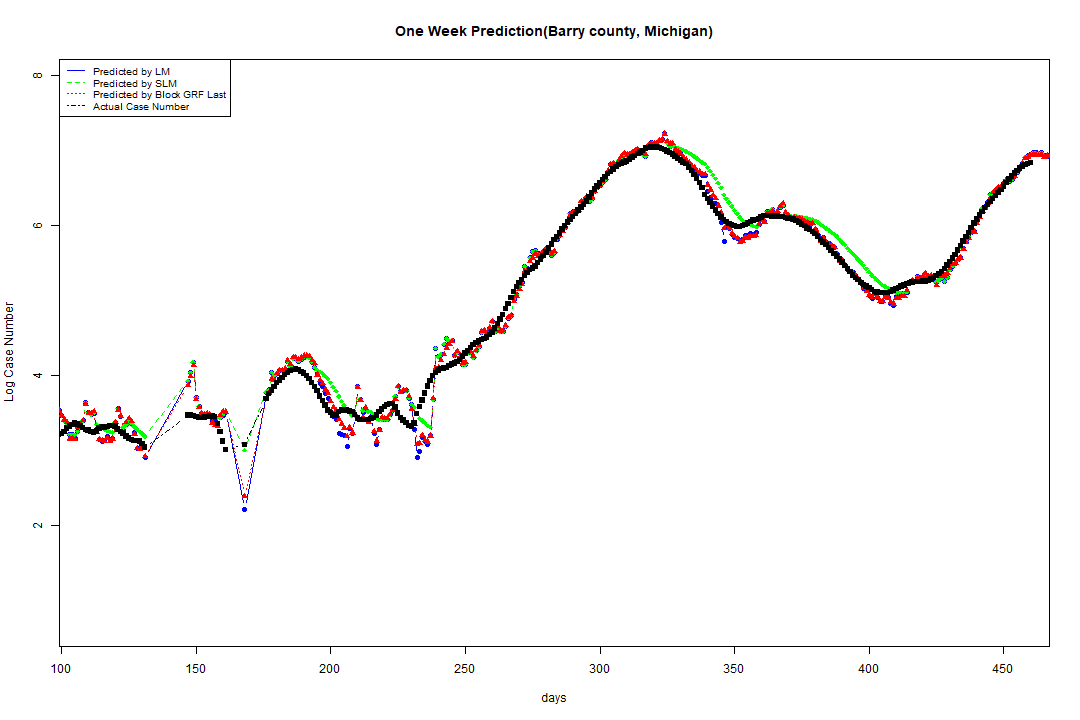 One Week Prediction(Barry county, Michigan)
Predicted by LM
Predicted by SLM
Predicted by Block GRF Last
Actual Case Number
8
6
4
2
Log Case Number
100 150 200 250 300 350 400 450
days